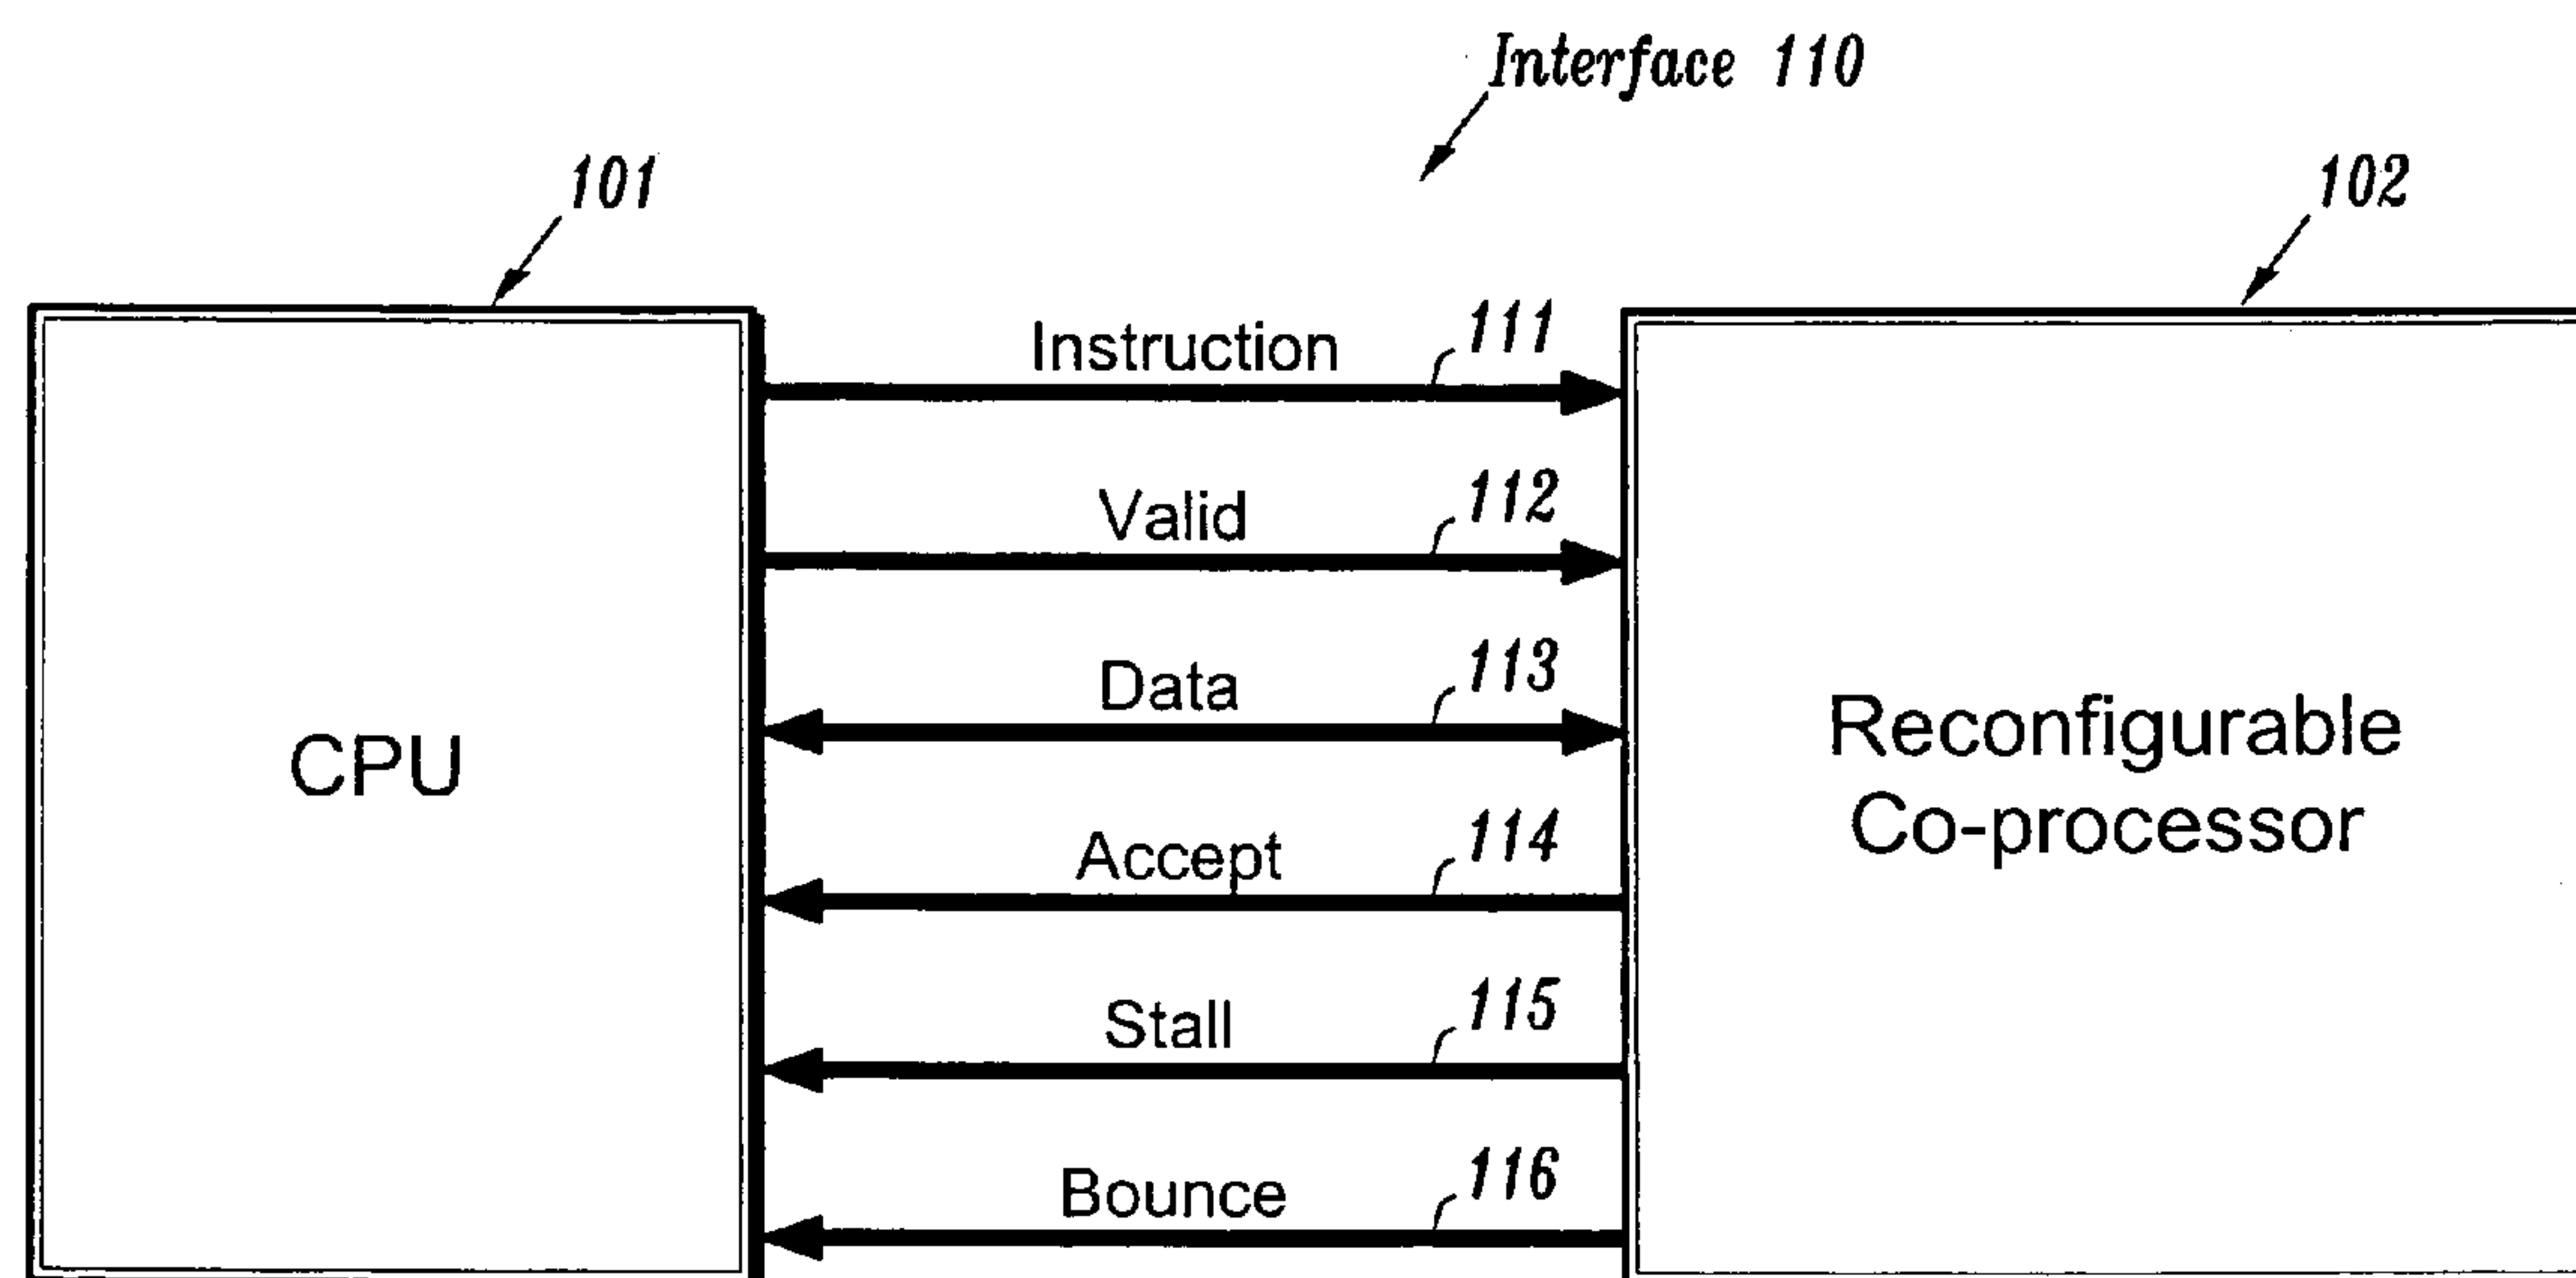 Interface 110
101
102
Instruction
111
Valid
112
Data
113
CPU
Reconfigurable
Co-processor
Accept
114
Stall
115
Bounce
116